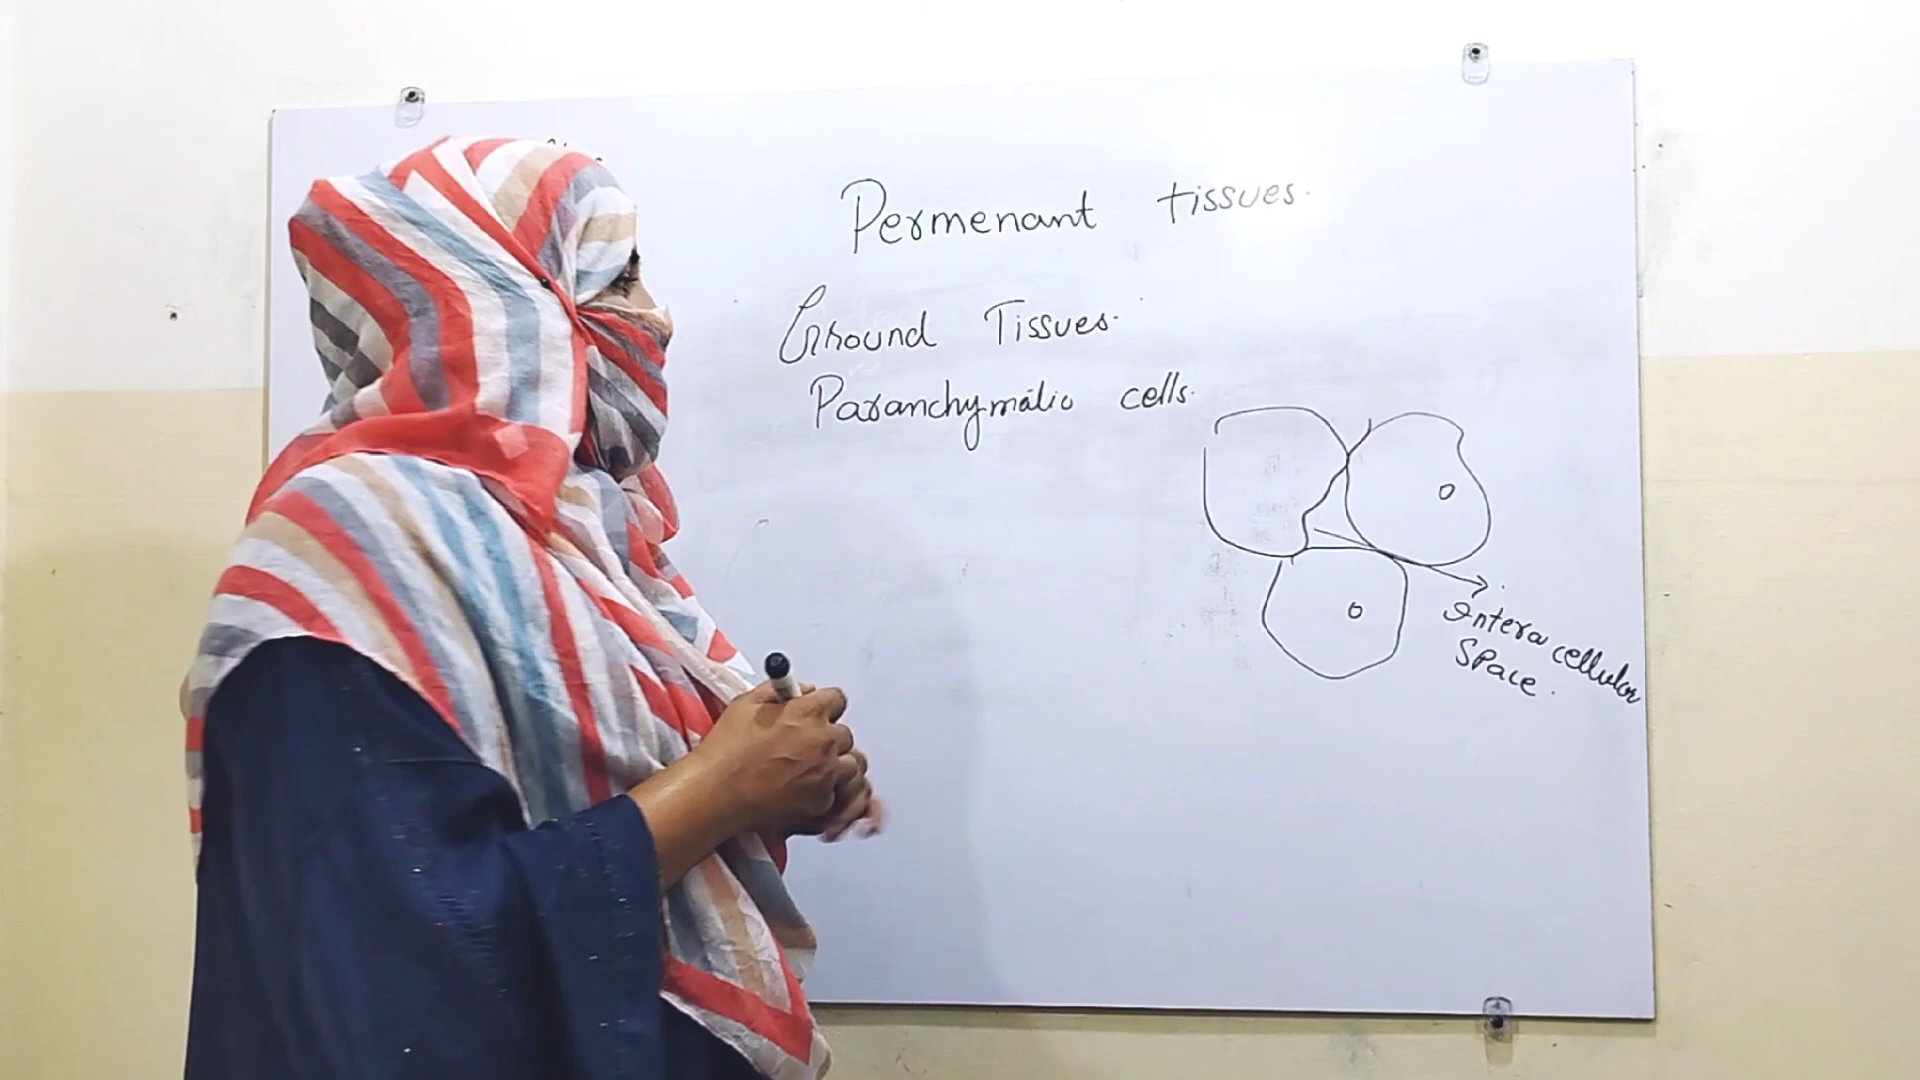 Permenant tissues.
Ground Tissues.
Paranchymatic cells.
Intera cellular
Space.